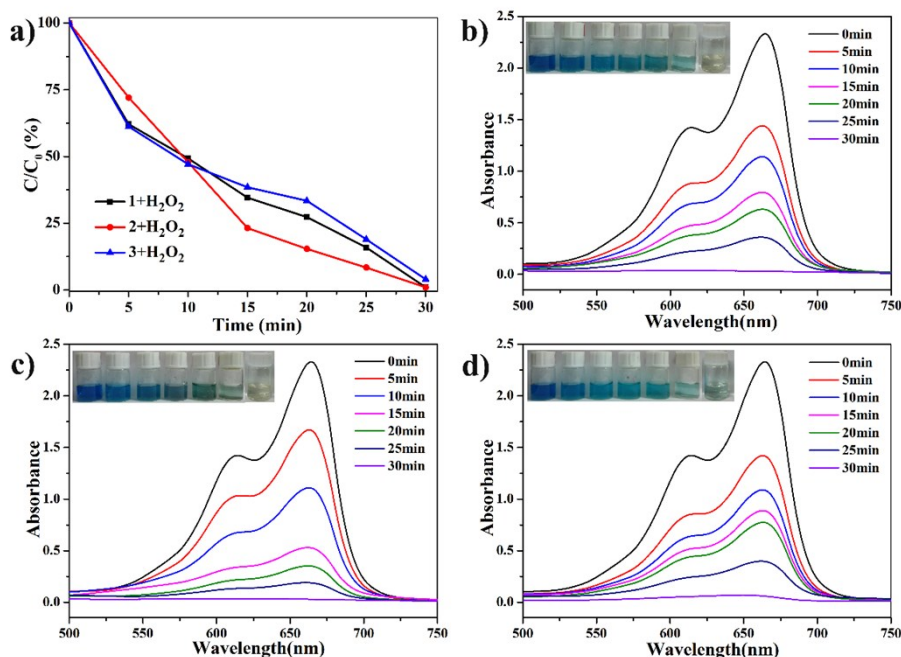 a)
100
75
50
25
0
C/C₀ (%)
1+H₂O₂
2+H₂O₂
3+H₂O₂
0 5 10 15 20 25 30
Time (min)
b)
2.5
2.0
1.5
1.0
0.5
0.0
Absorbance
0min
5min
10min
15min
20min
25min
30min
500 550 600 650 700 750
Wavelength(nm)
c)
2.5
2.0
1.5
1.0
0.5
0.0
Absorbance
0min
5min
10min
15min
20min
25min
30min
500 550 600 650 700 750
Wavelength(nm)
d)
2.5
2.0
1.5
1.0
0.5
0.0
Absorbance
0min
5min
10min
15min
20min
25min
30min
500 550 600 650 700 750
Wavelength(nm)